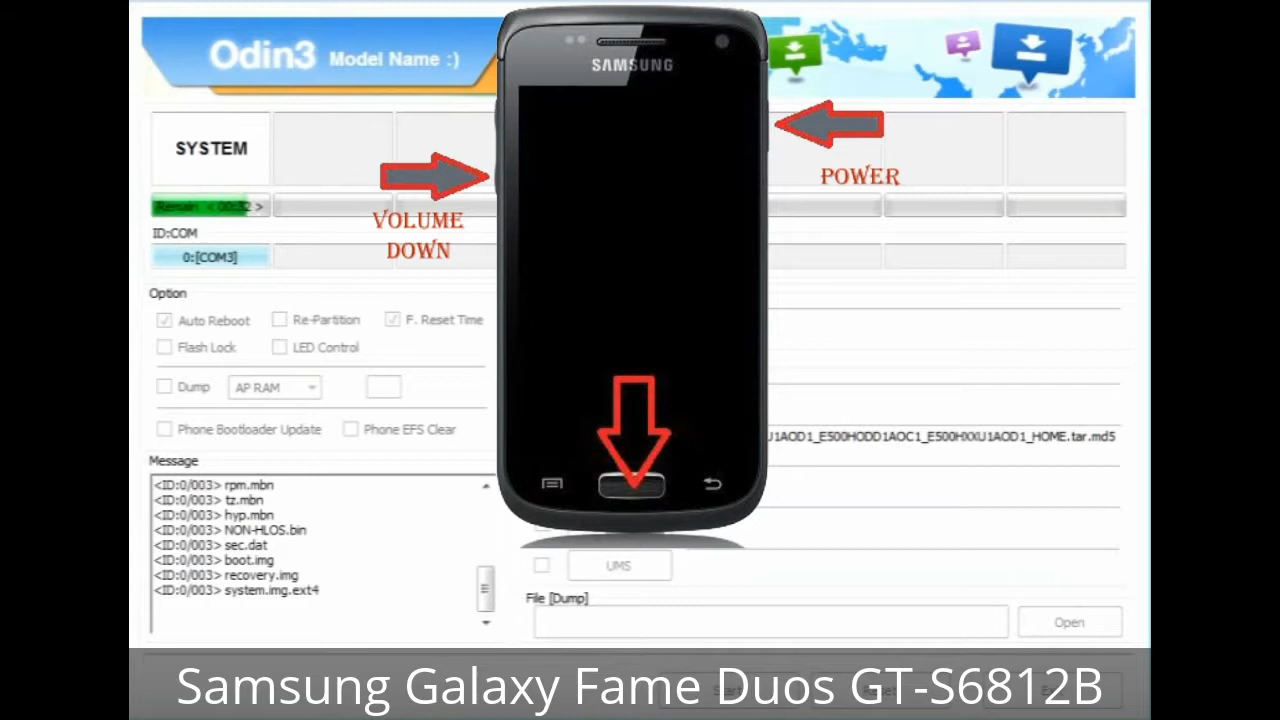 Odin3 Model Name :)
SAMSUNG
SYSTEM
POWER
VOLUME
DOWN
ID:COM
0:[COM3]
Option
Auto Reboot
Re-Partition
F. Reset Time
Flash Lock
LED Control
Dump
AP RAM
Phone Bootloader Update
Phone EFS Clear
U1AOD1_E500HODD1AOC1_E500HXXU1AOD1_HOME.tar.md5
Message
<ID:0/003> rpm.mbn
<ID:0/003> tz.mbn
<ID:0/003> hyp.mbn
<ID:0/003> NON-HLOS.bin
<ID:0/003> sec.dat
<ID:0/003> boot.img
<ID:0/003> recovery.img
<ID:0/003> system.img.ext4
UMS
File [Dump]
Open
Samsung Galaxy Fame Duos GT-S6812B